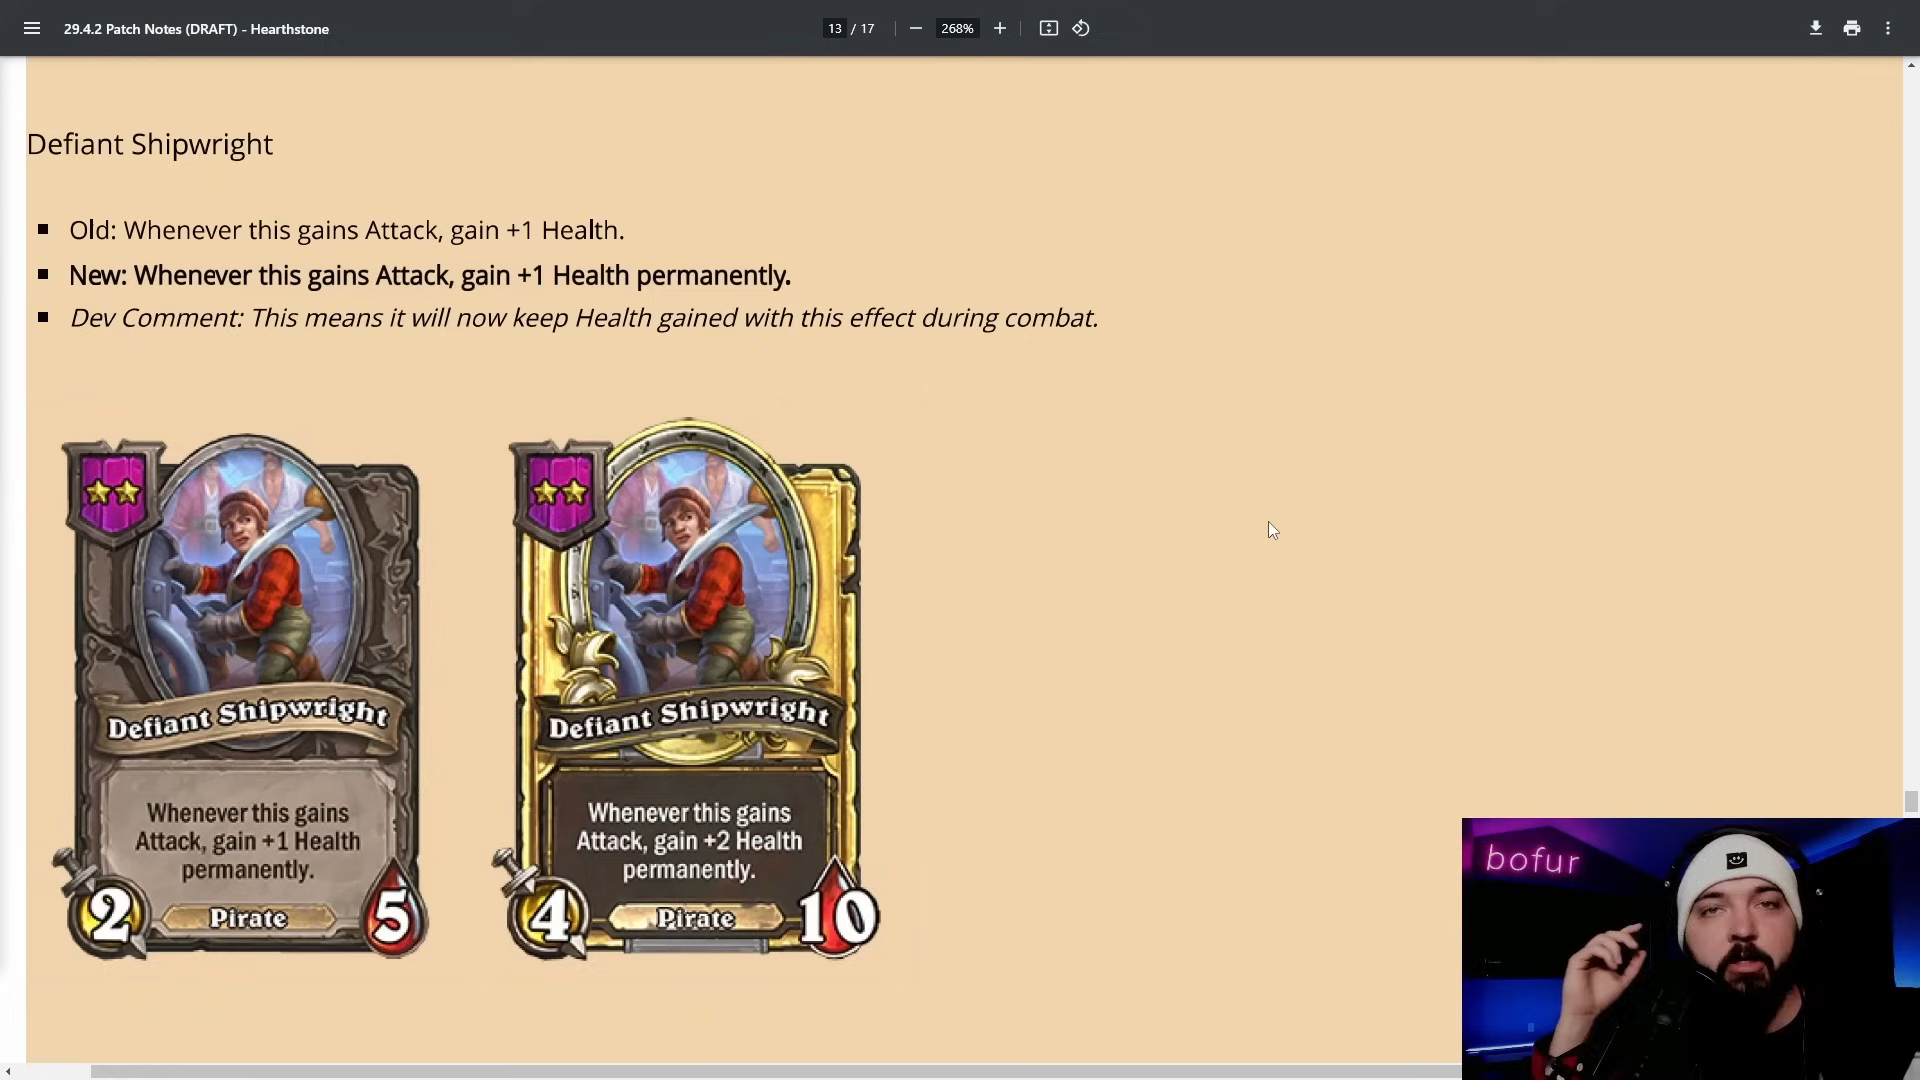 29.4.2 Patch Notes (DRAFT) - Hearthstone
13 / 17
268%
Defiant Shipwright
Old: Whenever this gains Attack, gain +1 Health.
New: Whenever this gains Attack, gain +1 Health permanently.
Dev Comment: This means it will now keep Health gained with this effect during combat.
Defiant Shipwright
Whenever this gains
Attack, gain +1 Health
permanently.
2
Pirate
5
Defiant Shipwright
Whenever this gains
Attack, gain +2 Health
permanently.
4
Pirate
10
bofur